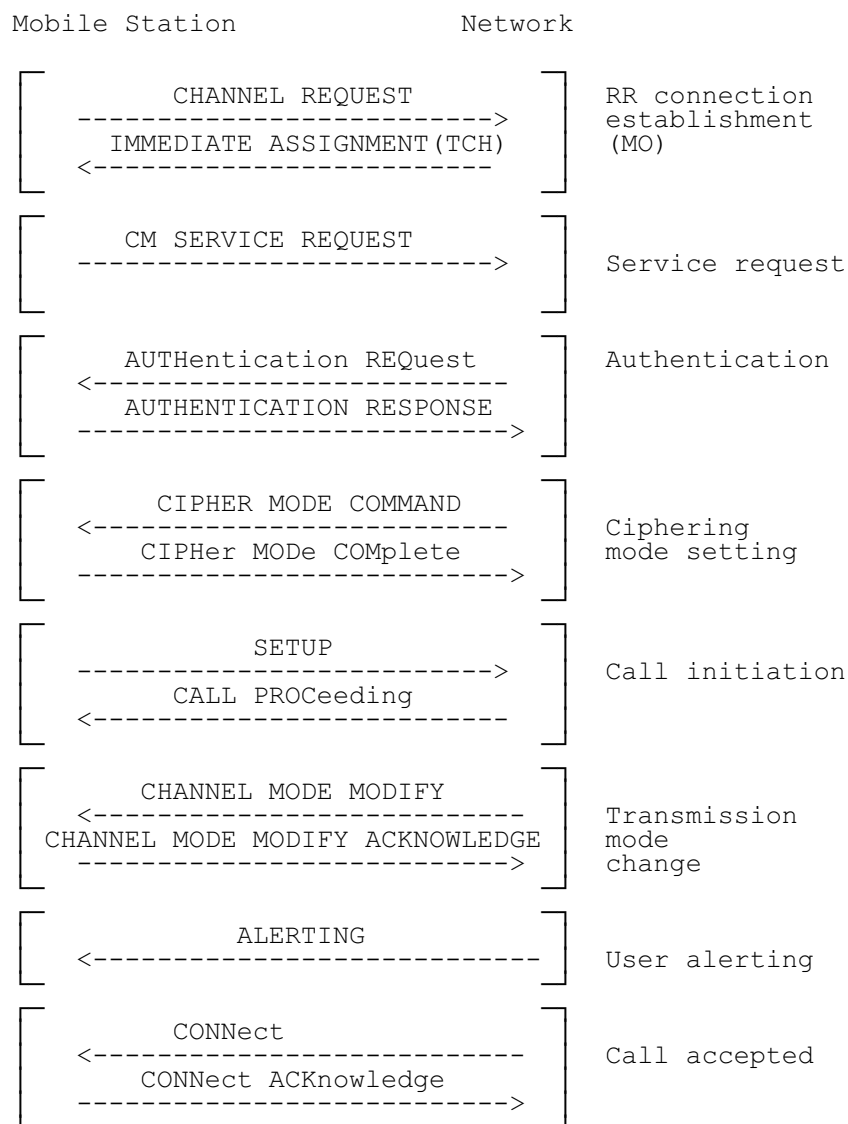 Mobile Station Network
CHANNEL REQUEST RR connection
--------------------------> establishment
IMMEDIATE ASSIGNMENT(TCH) (MO)
<-------------------------
CM SERVICE REQUEST
--------------------------> Service request
AUTHentication REQuest Authentication
<--------------------------
AUTHENTICATION RESPONSE
--------------------------->
CIPHER MODE COMMAND
<-------------------------- Ciphering
CIPHer MODe COMplete mode setting
--------------------------->
SETUP
--------------------------> Call initiation
CALL PROCeeding
<--------------------------
CHANNEL MODE MODIFY
<--------------------------- Transmission
CHANNEL MODE MODIFY ACKNOWLEDGE mode
---------------------------> change
ALERTING
<---------------------------- User alerting
CONNect
<--------------------------- Call accepted
CONNect ACKnowledge
--------------------------->